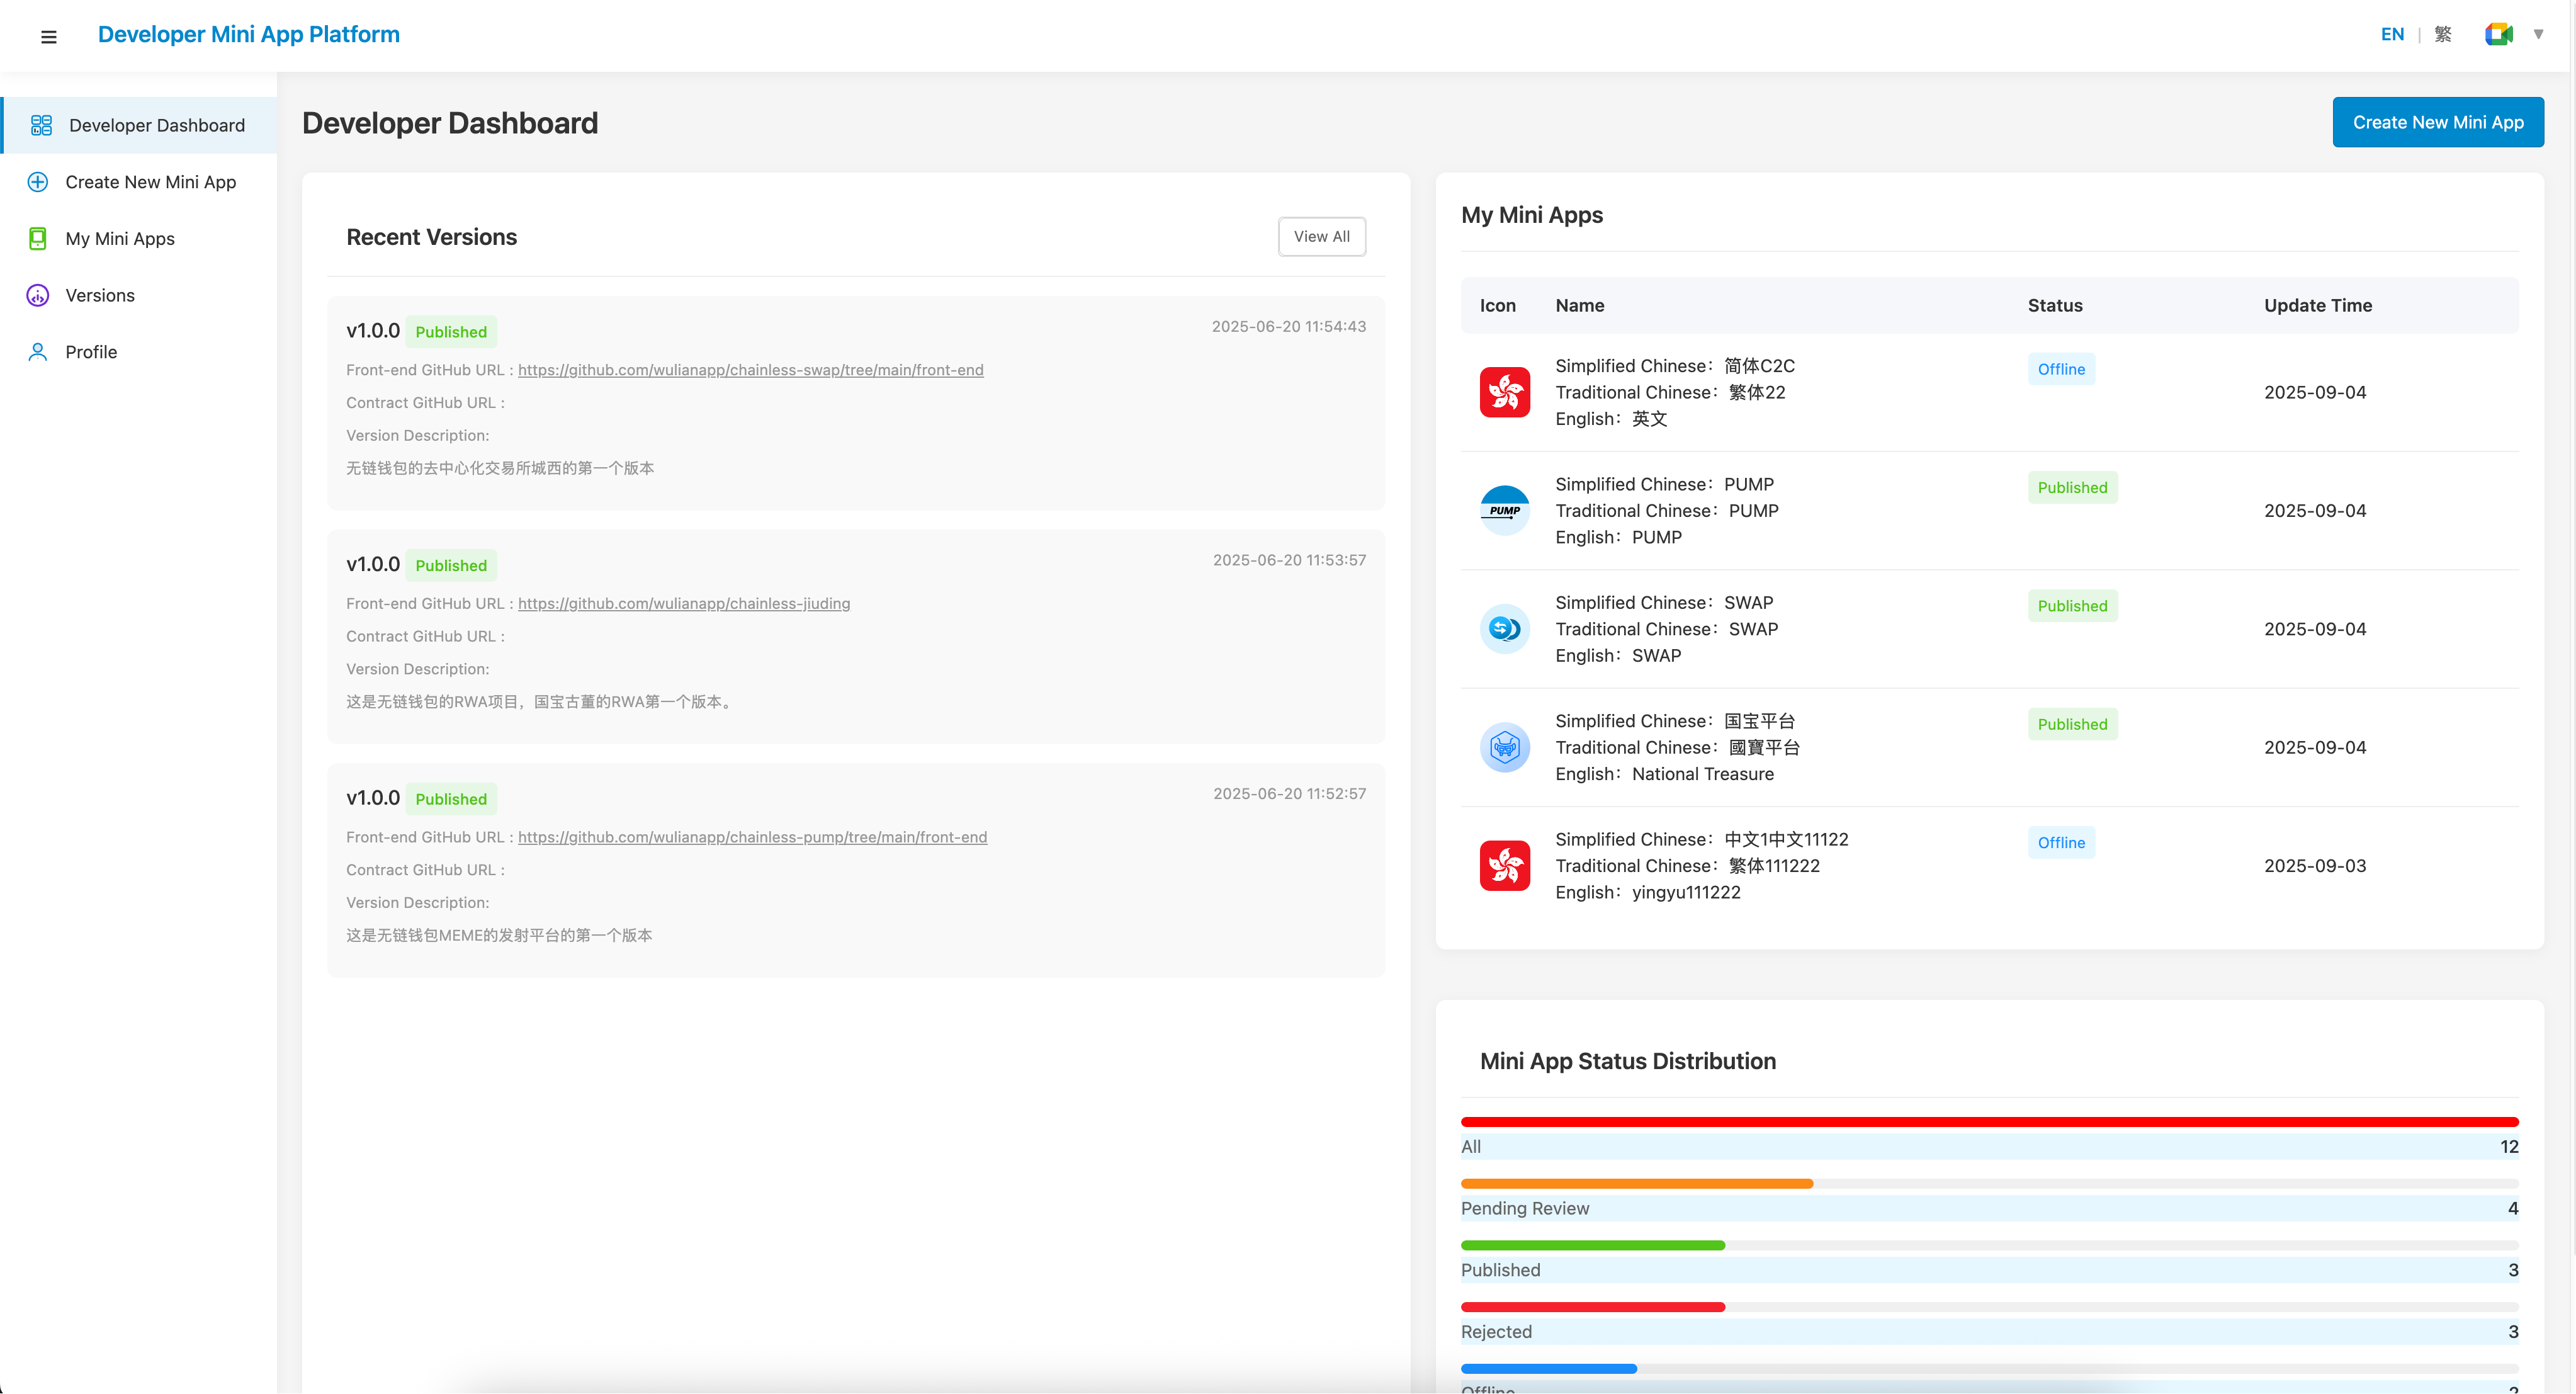 Developer Mini App Platform
EN | 繁
Developer Dashboard
Create New Mini App
My Mini Apps
Versions
Profile
Developer Dashboard
Create New Mini App
Recent Versions
View All
v1.0.0 Published 2025-06-20 11:54:43
Front-end GitHub URL : https://github.com/wulianapp/chainless-swap/tree/main/front-end
Contract GitHub URL :
Version Description:
无链钱包的去中心化交易所城西的第一个版本
v1.0.0 Published 2025-06-20 11:53:57
Front-end GitHub URL : https://github.com/wulianapp/chainless-jiuding
Contract GitHub URL :
Version Description:
这是无链钱包的RWA项目，国宝古董的RWA第一个版本。
v1.0.0 Published 2025-06-20 11:52:57
Front-end GitHub URL : https://github.com/wulianapp/chainless-pump/tree/main/front-end
Contract GitHub URL :
Version Description:
这是无链钱包MEME的发射平台的第一个版本
My Mini Apps
Icon Name Status Update Time
Simplified Chinese：简体C2C
Traditional Chinese：繁体22
English：英文
Offline
2025-09-04
PUMP
Simplified Chinese：PUMP
Traditional Chinese：PUMP
English：PUMP
Published
2025-09-04
Simplified Chinese：SWAP
Traditional Chinese：SWAP
English：SWAP
Published
2025-09-04
Simplified Chinese：国宝平台
Traditional Chinese：國寶平台
English：National Treasure
Published
2025-09-04
Simplified Chinese：中文1中文11122
Traditional Chinese：繁体111222
English：yingyu111222
Offline
2025-09-03
Mini App Status Distribution
All 12
Pending Review 4
Published 3
Rejected 3
Offline 2